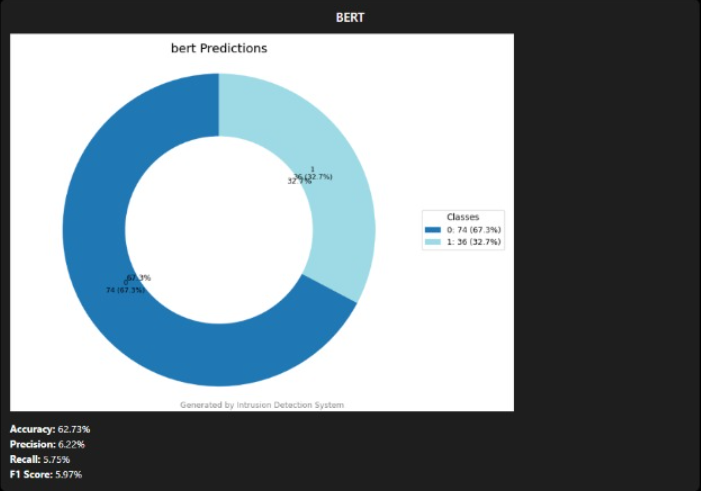 BERT
bert Predictions
1
36 (32.7%)
32.7%
67.3%
0
74 (67.3%)
Classes
0: 74 (67.3%)
1: 36 (32.7%)
Generated by Intrusion Detection System
Accuracy: 62.73%
Precision: 6.22%
Recall: 5.75%
F1 Score: 5.97%